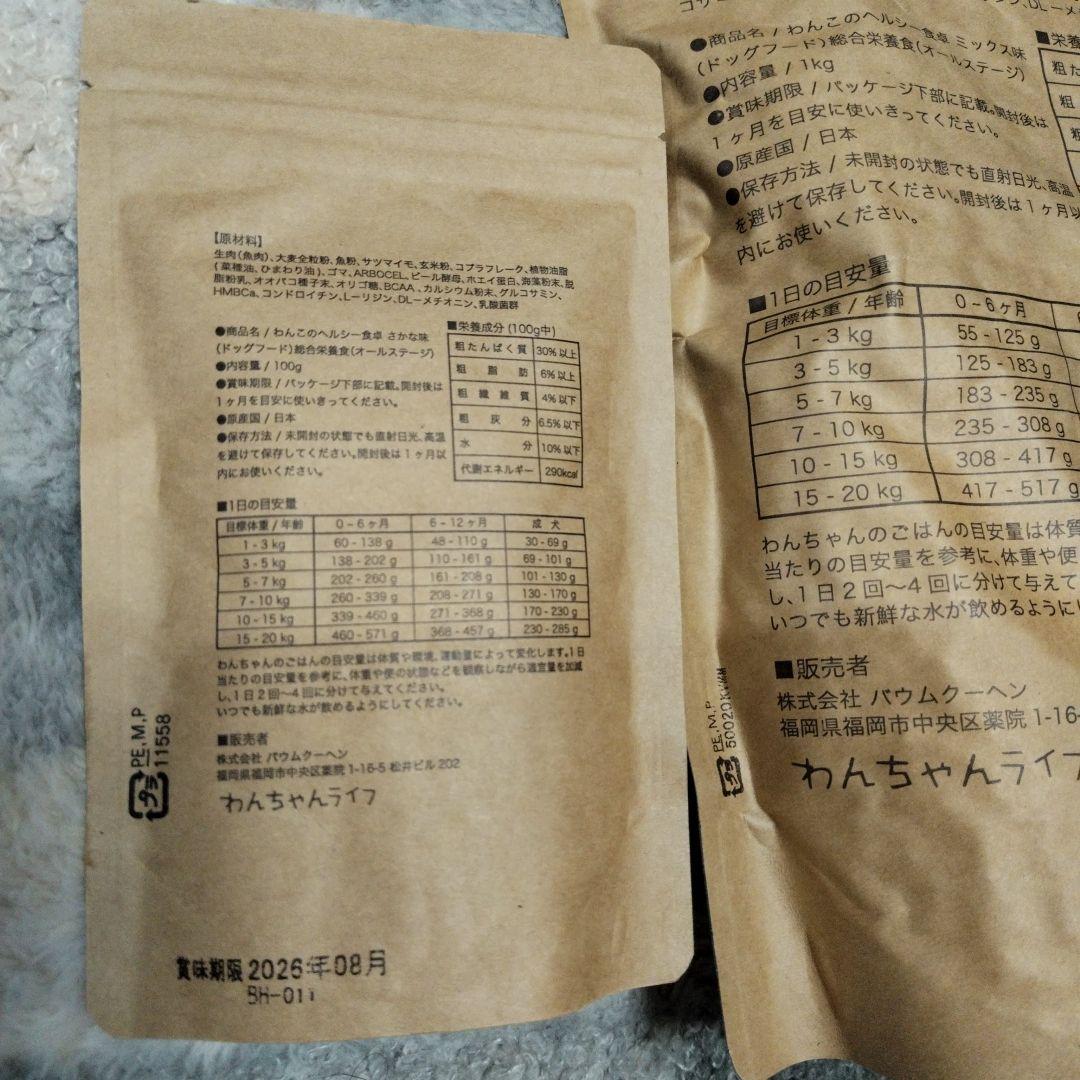 【原材料】
生肉(魚肉)、大麦全粒粉、魚粉、サツマイモ、玄米粉、コプラフレーク、植物油脂
(菜種油、ひまわり油)、ゴマ、ARBOCEL、ビール酵母、ホエイ蛋白、海藻粉末、脱
脂粉乳、オオバコ種子末、オリゴ糖、BCAA、カルシウム粉末、グルコサミン、
HMBCa、コンドロイチン、L-リジン、DL-メチオニン、乳酸菌群
●商品名 / わんこのヘルシー食卓 さかな味
(ドッグフード)総合栄養食(オールステージ)
●内容量 / 100g
●賞味期限 / パッケージ下部に記載。開封後は
1ヶ月を目安に使いきってください。
●原産国 / 日本
●保存方法 / 未開封の状態でも直射日光、高温
を避けて保存してください。開封後は1ヶ月以
内にお使いください。
■栄養成分 (100g中)
粗たんぱく質 30%以上
粗脂肪 6%以上
粗繊維質 4%以下
粗灰分 6.5%以下
水分 10%以下
代謝エネルギー 290kcal
■1日の目安量
目標体重 / 年齢 0-6ヶ月 6-12ヶ月 成犬
1-3kg 60-138g 48-110g 30-69g
3-5kg 138-202g 110-161g 69-101g
5-7kg 202-260g 161-208g 101-130g
7-10kg 260-339g 208-271g 130-170g
10-15kg 339-460g 271-368g 170-230g
15-20kg 460-571g 368-457g 230-285g
わんちゃんのごはんの目安量は体質や環境、運動量によって変化します。1日
当たりの目安量を参考に、体重や便の状態などを観察しながら適宜量を加減
し、1日2回〜4回に分けて与えてください。
いつでも新鮮な水が飲めるようにしてください。
■販売者
株式会社 バウムクーヘン
福岡県福岡市中央区薬院 1-16-5 松井ビル 202
わんちゃんライフ
プラ
PE,M,P
11558
賞味期限 2026年08月
BH-011
●商品名 / わんこのヘルシー食卓 ミックス味
(ドッグフード)総合栄養食(オールステージ)
●内容量 / 1kg
●賞味期限 / パッケージ下部に記載。開封後は
1ヶ月を目安に使いきってください。
●原産国 / 日本
●保存方法 / 未開封の状態でも直射日光、高温
を避けて保存してください。開封後は1ヶ月以
内にお使いください。
■栄養
粗た
粗
粗
■1日の目安量
目標体重 / 年齢 0-6ヶ月
1 - 3 kg 55 - 125 g
3 - 5 kg 125 - 183 g
5 - 7 kg 183 - 235 g
7 - 10 kg 235 - 308 g
10 - 15 kg 308 - 417 g
15 - 20 kg 417 - 517 g
わんちゃんのごはんの目安量は体質
当たりの目安量を参考に、体重や便
し、1日2回〜4回に分けて与えて
いつでも新鮮な水が飲めるように
■販売者
株式会社 バウムクーヘン
福岡県福岡市中央区薬院 1-16-
わんちゃんライフ
プラ
PE,M,P